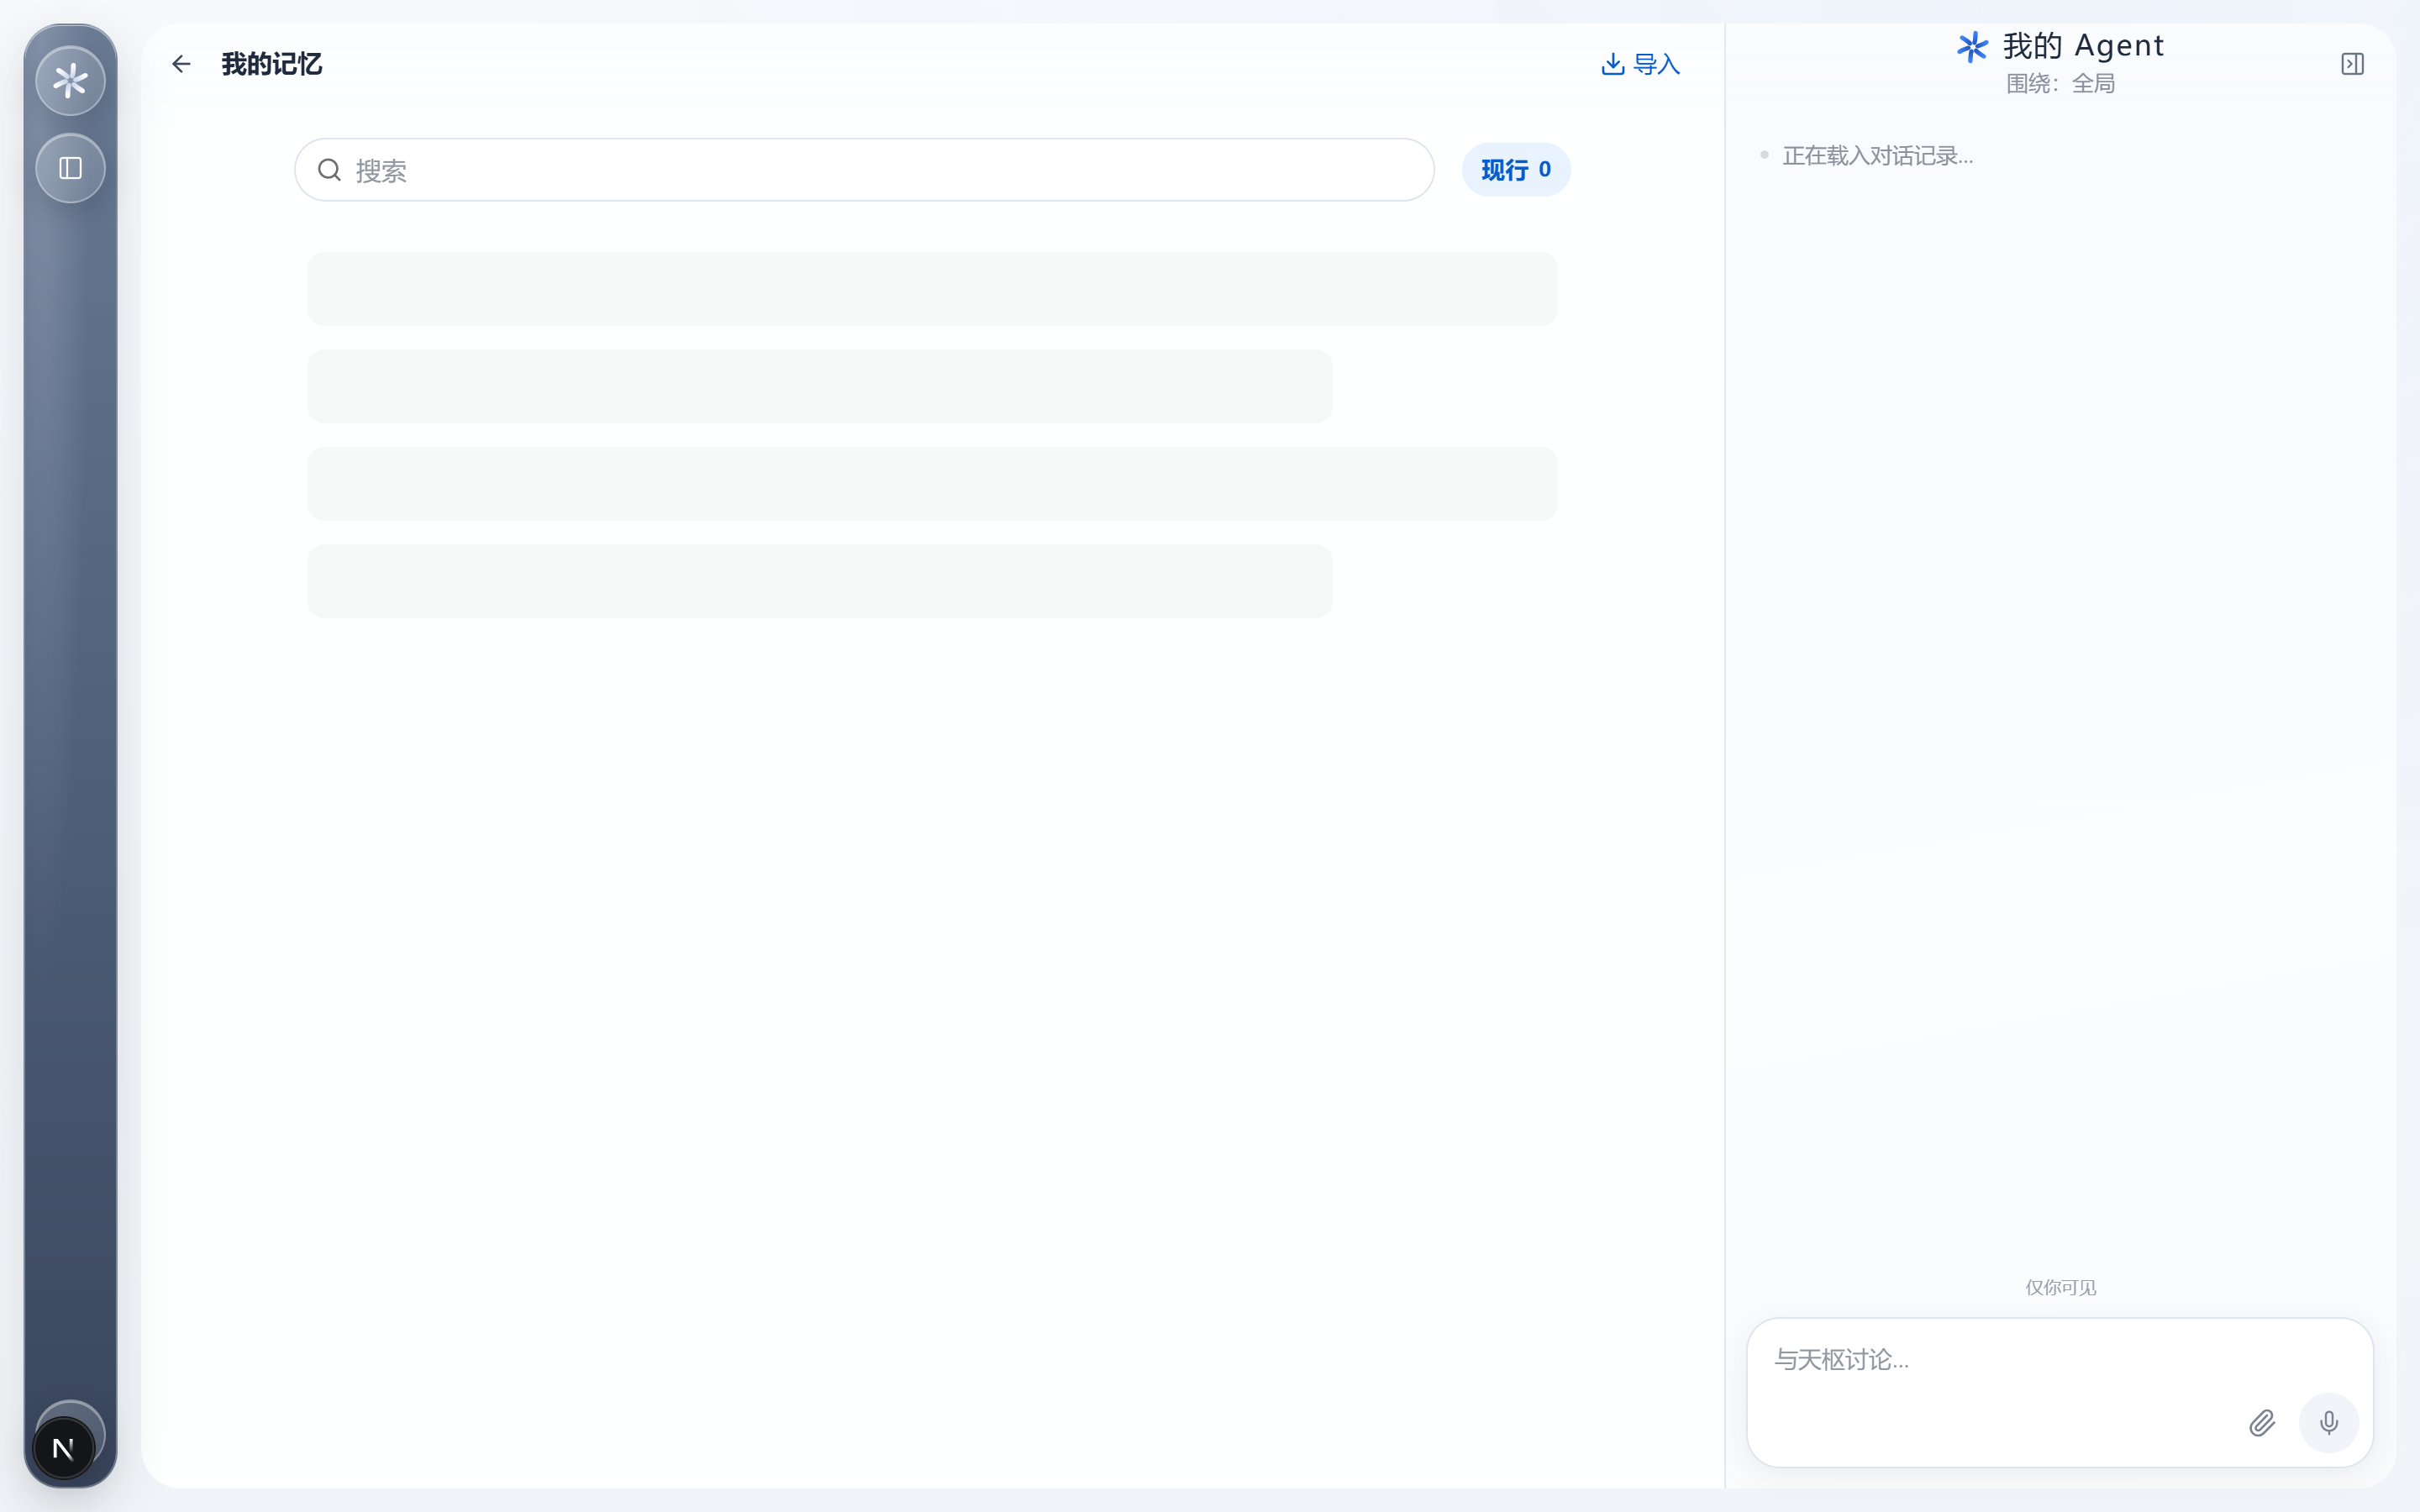 我的记忆
导入
搜索
现行 0
我的 Agent
围绕：全局
正在载入对话记录...
仅你可见
与天枢讨论...
N